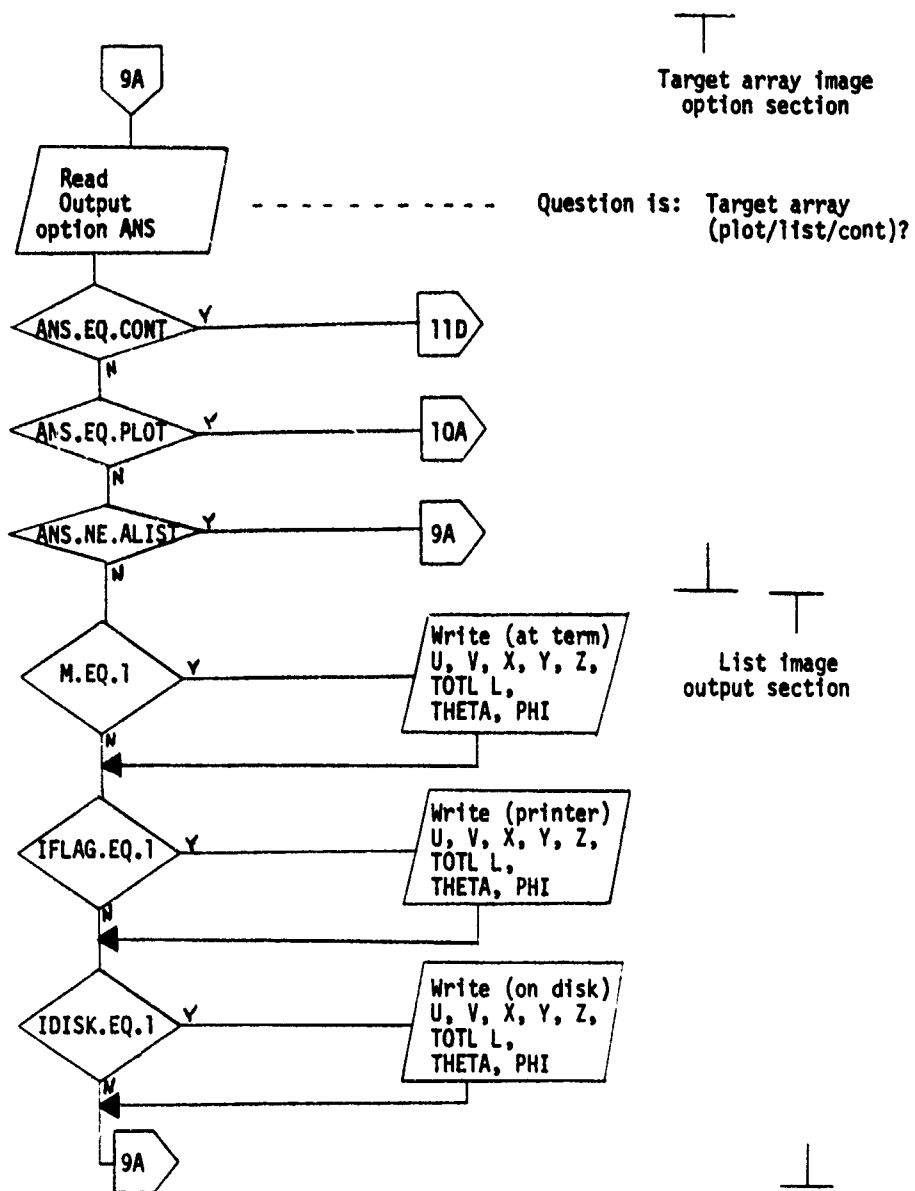 9A
Target array image
option section
Read
Output
option ANS
Question is: Target array
(plot/list/cont)?
ANS.EQ.CONT
Y
11D
N
ANS.EQ.PLOT
Y
10A
N
ANS.NE.ALIST
Y
9A
N
M.EQ.1
Y
Write (at term)
U, V, X, Y, Z,
TOTL L,
THETA, PHI
List image
output section
N
IFLAG.EQ.1
Y
Write (printer)
U, V, X, Y, Z,
TOTL L,
THETA, PHI
N
IDISK.EQ.1
Y
Write (on disk)
U, V, X, Y, Z,
TOTL L,
THETA, PHI
N
9A